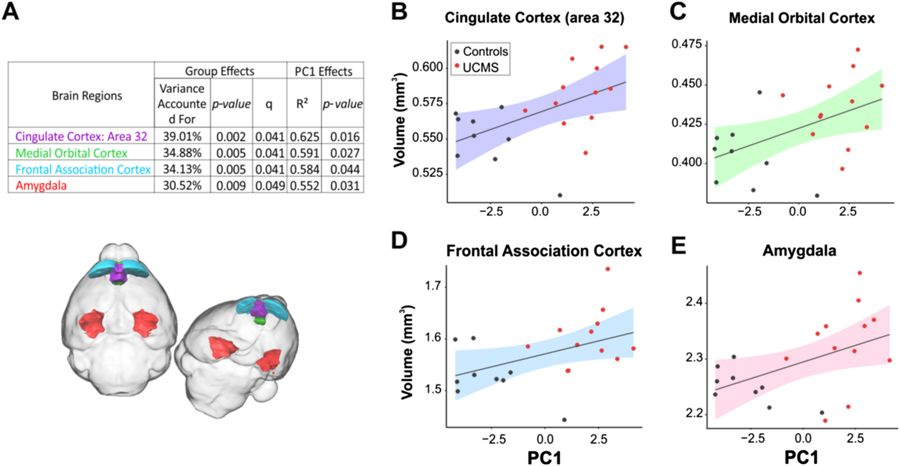 A
Group Effects PC1 Effects
Brain Regions Variance Accounte d For p-value q R² p-value
Cingulate Cortex: Area 32 39.01% 0.002 0.041 0.625 0.016
Medial Orbital Cortex 34.88% 0.005 0.041 0.591 0.027
Frontal Association Cortex 34.13% 0.005 0.041 0.584 0.044
Amygdala 30.52% 0.009 0.049 0.552 0.031
B
Cingulate Cortex (area 32)
Controls
UCMS
Volume (mm³)
0.600
0.575
0.550
0.525
−2.5 0.0 2.5
C
Medial Orbital Cortex
0.475
0.450
0.425
0.400
−2.5 0.0 2.5
D
Frontal Association Cortex
Volume (mm³)
1.7
1.6
1.5
−2.5 0.0 2.5
PC1
E
Amygdala
2.4
2.3
2.2
−2.5 0.0 2.5
PC1